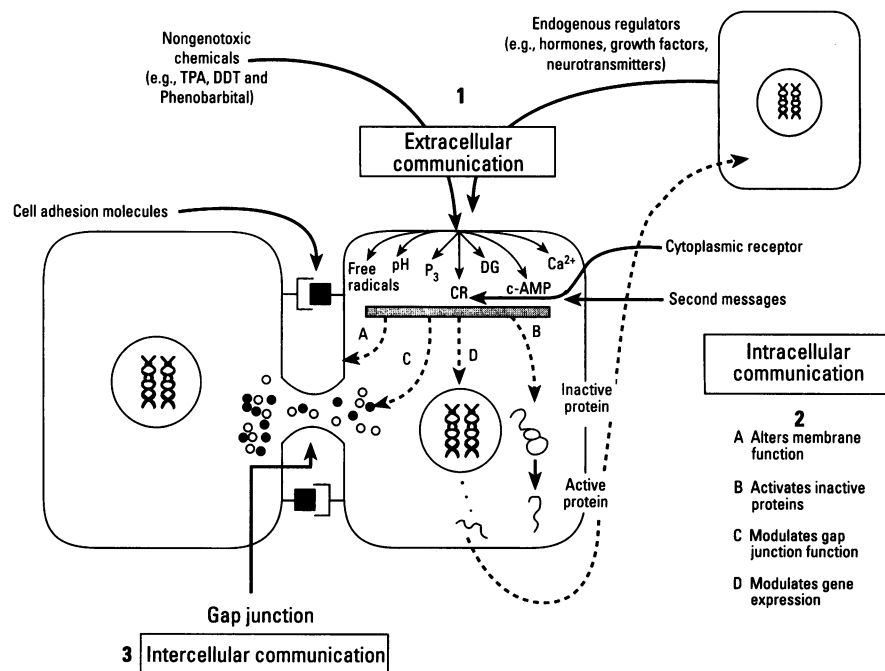 Nongenotoxic
chemicals
(e.g., TPA, DDT and
Phenobarbital)
Endogenous regulators
(e.g., hormones, growth factors,
neurotransmitters)
1
Extracellular
communication
Cell adhesion molecules
Free
radicals
pH
P3
CR
DG
c-AMP
Ca2+
Cytoplasmic receptor
Second messages
A
C
D
B
Inactive
protein
Active
protein
Intracellular
communication
2
A Alters membrane
function
B Activates inactive
proteins
C Modulates gap
junction function
D Modulates gene
expression
Gap junction
3 Intercellular communication